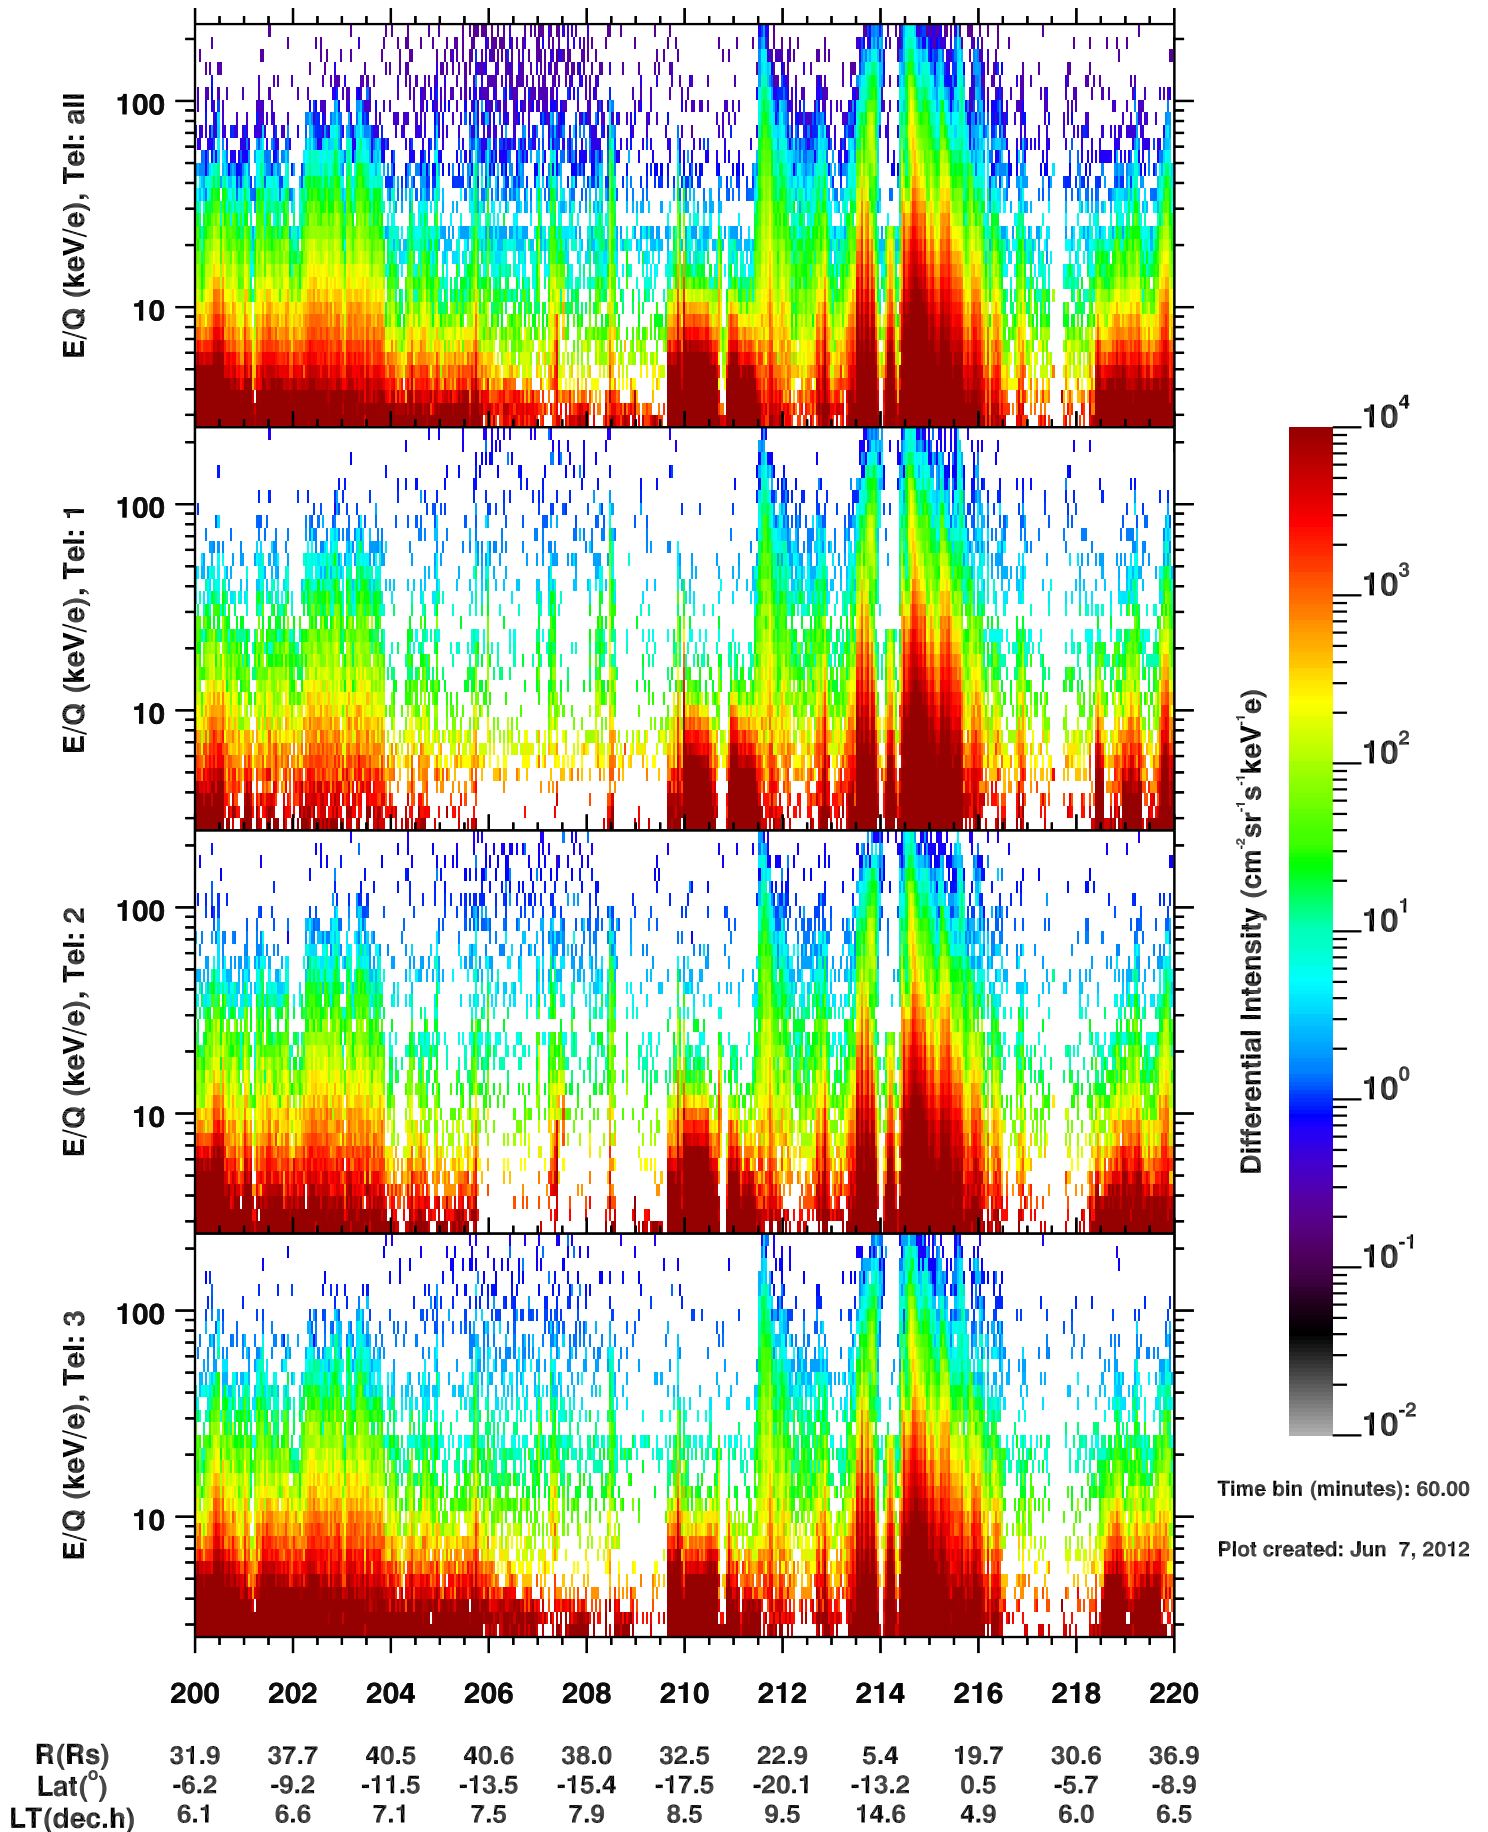 E/Q (keV/e), Tel: all
100
10
E/Q (keV/e), Tel: 1
100
10
E/Q (keV/e), Tel: 2
100
10
E/Q (keV/e), Tel: 3
100
10
10^4
10^3
10^2
10^1
10^0
10^-1
10^-2
Differential Intensity (cm^-2sr^-1s^-1keV^-1e)
Time bin (minutes): 60.00
Plot created: Jun 7, 2012
200 202 204 206 208 210 212 214 216 218 220
R(Rs) 31.9 37.7 40.5 40.6 38.0 32.5 22.9 5.4 19.7 30.6 36.9
Lat(°) -6.2 -9.2 -11.5 -13.5 -15.4 -17.5 -20.1 -13.2 0.5 -5.7 -8.9
LT(dec.h) 6.1 6.6 7.1 7.5 7.9 8.5 9.5 14.6 4.9 6.0 6.5